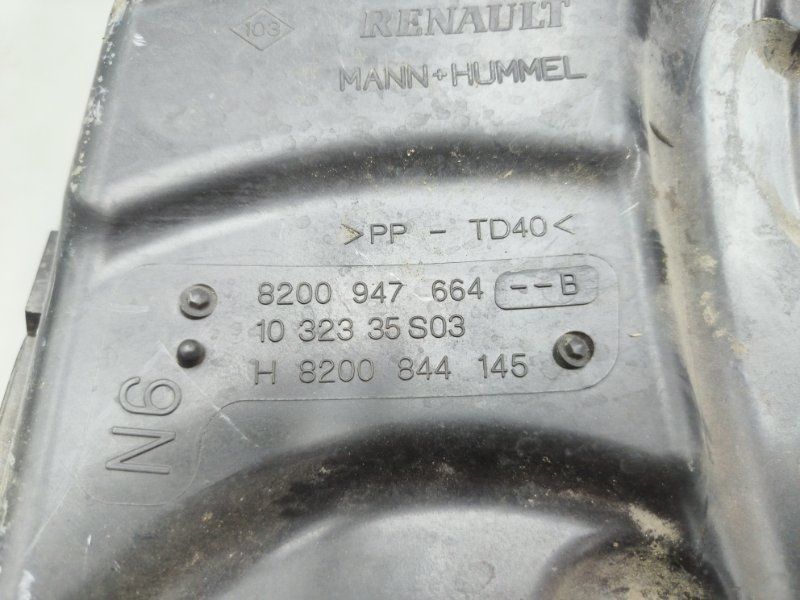 103
RENAULT
MANN+HUMMEL
>PP - TD40<
8200 947 664 --B
10 323 35 S03
H 8200 844 145
N6